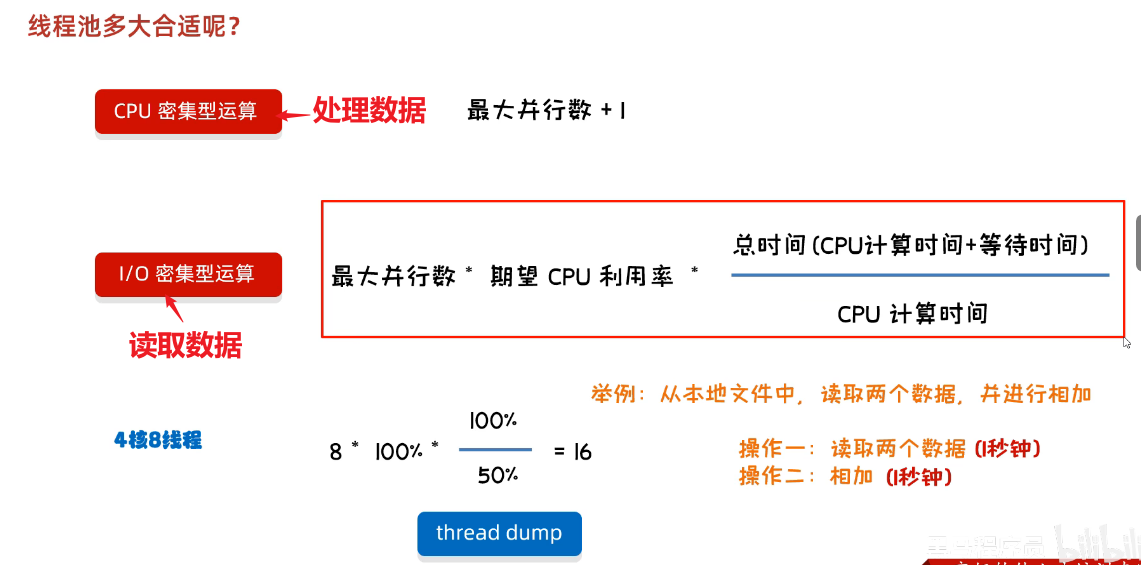 线程池多大合适呢?
CPU 密集型运算
处理数据
最大并行数 + 1
I/O 密集型运算
读取数据
最大并行数 * 期望 CPU 利用率 *
总时间(CPU计算时间+等待时间)
CPU 计算时间
举例：从本地文件中，读取两个数据，并进行相加
4核8线程
8 * 100% *
100%
50%
= 16
操作一：读取两个数据 (1秒钟)
操作二：相加 (1秒钟)
thread dump
bilibili